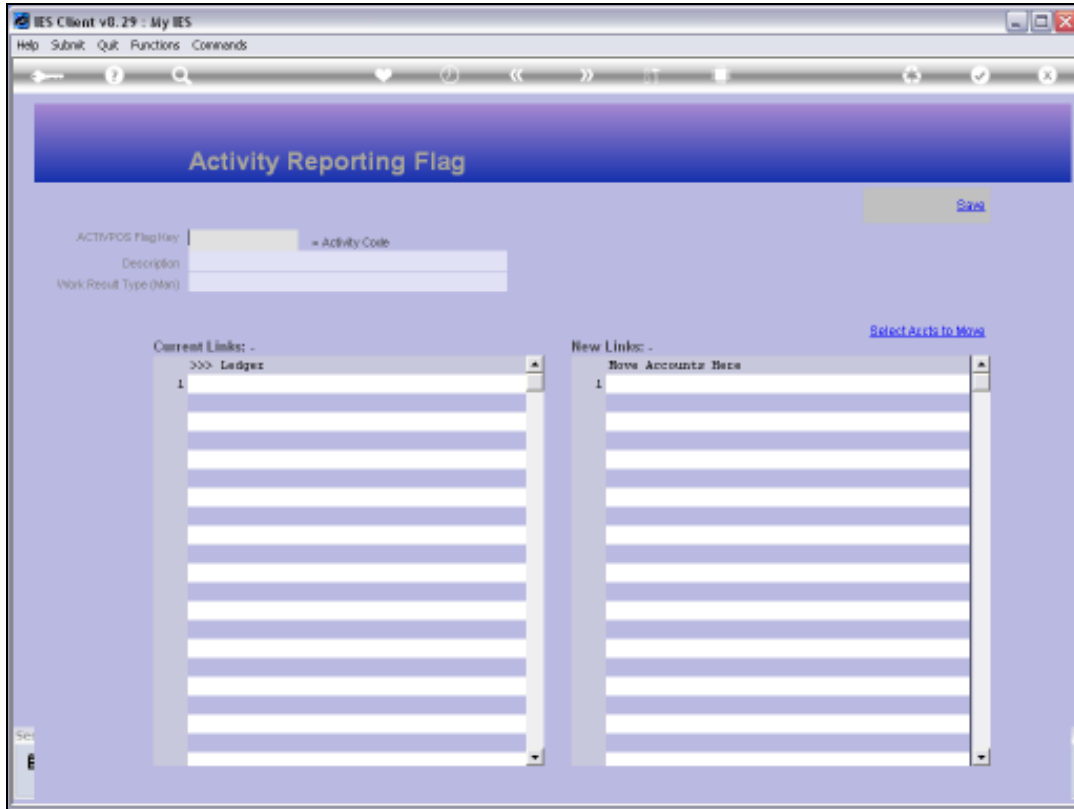 IES Client v8.29 : My IES
Help Submit Quit Functions Commands
Activity Reporting Flag
Save
ACTIVPOS Flag Key = Activity Code
Description
Work Result Type (Man)
Select Accts to Move
Current Links: - New Links: -
>>> Ledger Move Accounts Here
1 1